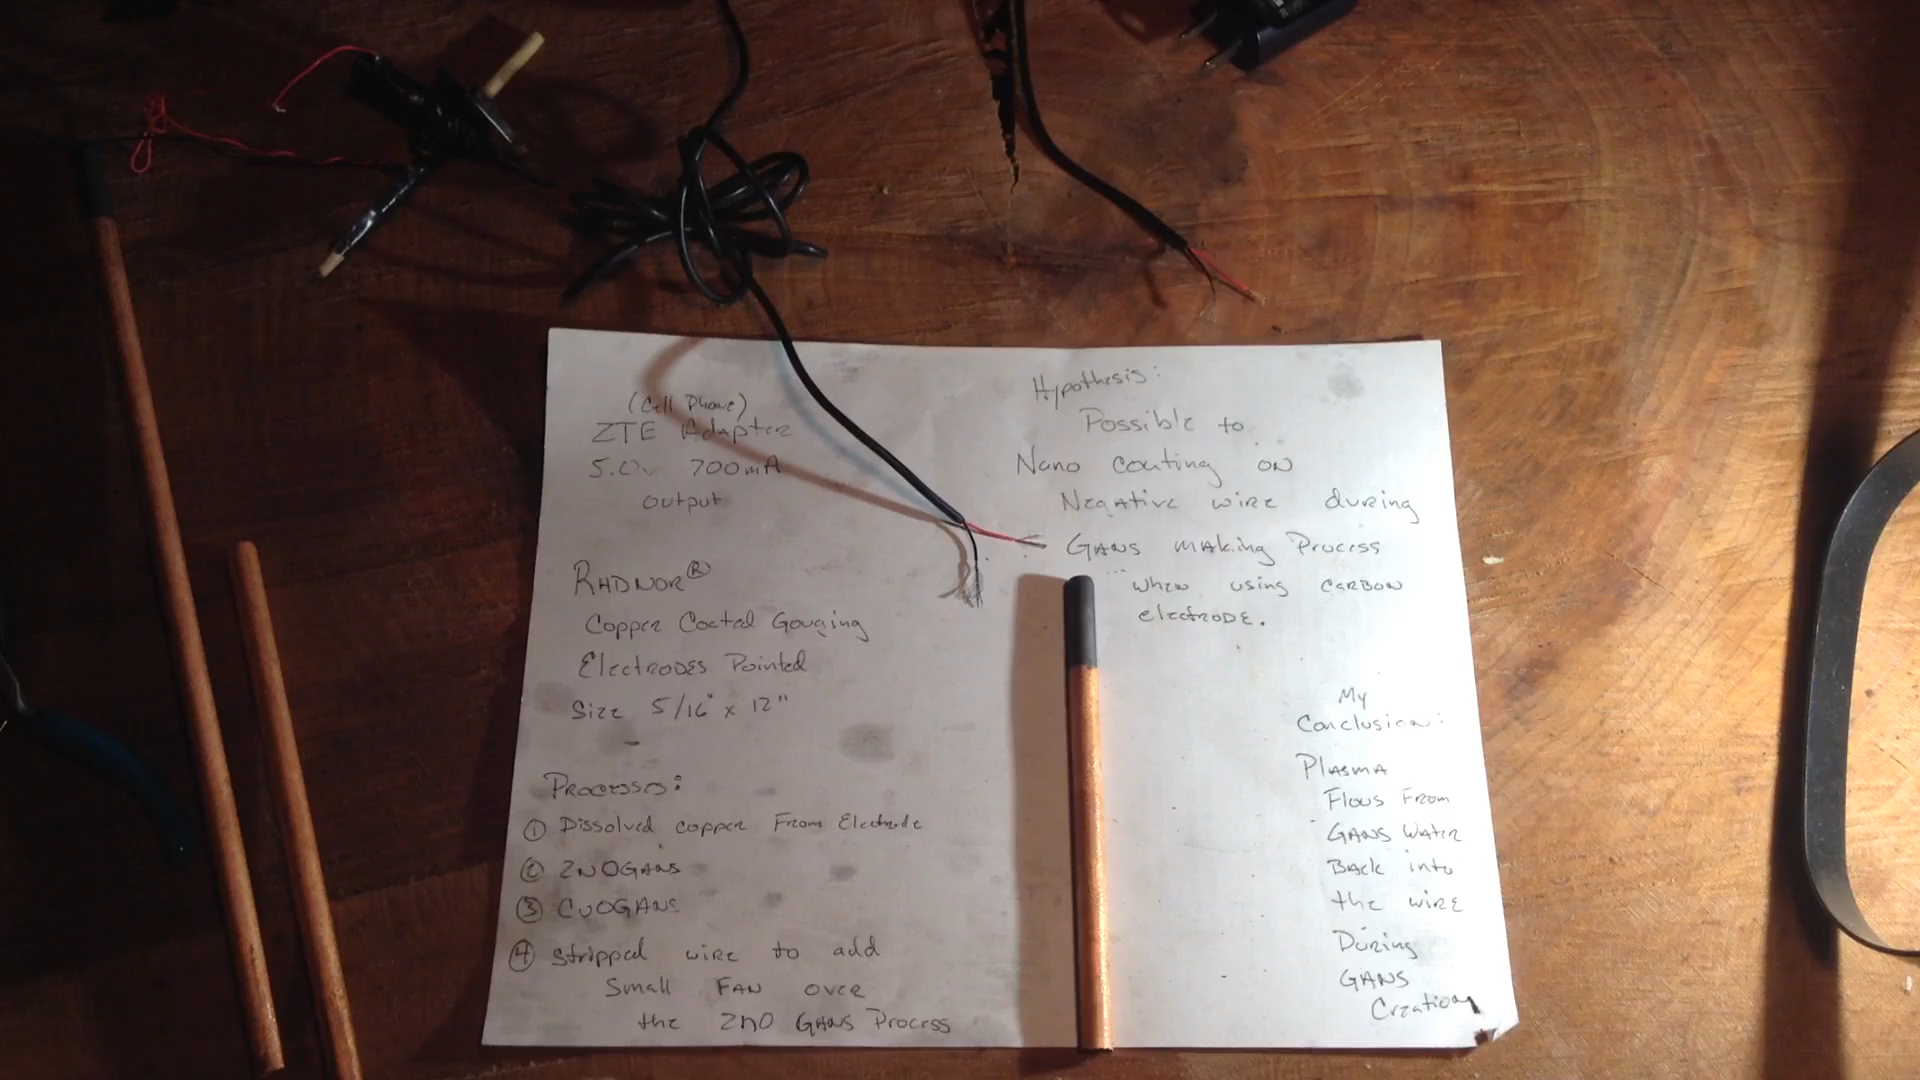 (Cell Phone)
ZTE Adapter
5.0v 700mA
output
RADNOR®
Copper Coated Gouging
Electrodes Pointed
Size 5/16" x 12"
Processes:
① Dissolved copper From Electrode
② ZNOGANS
③ CUOGANS
④ Stripped wire to add
Small FAN over
the ZnO GANS Process
Hypothesis:
Possible to
Nano Coating on
Negative wire during
GANS making Process
... when using carbon
electrode.
My
Conclusion:
Plasma
Flows From
GANS Water
Back into
the wire
During
GANS
Creation